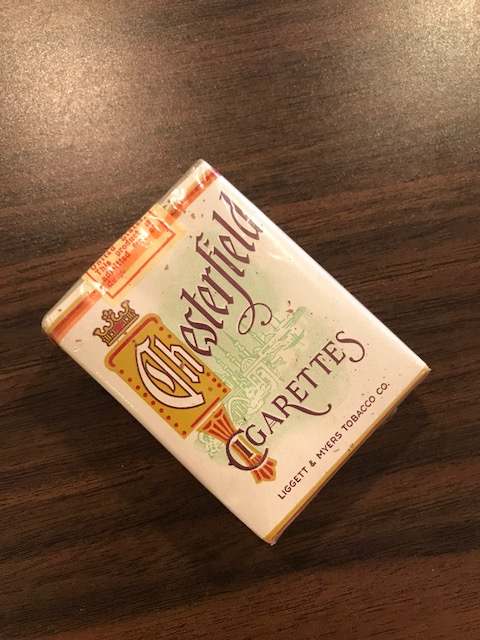 Chesterfield
CIGARETTES
LIGGETT & MYERS TOBACCO CO.